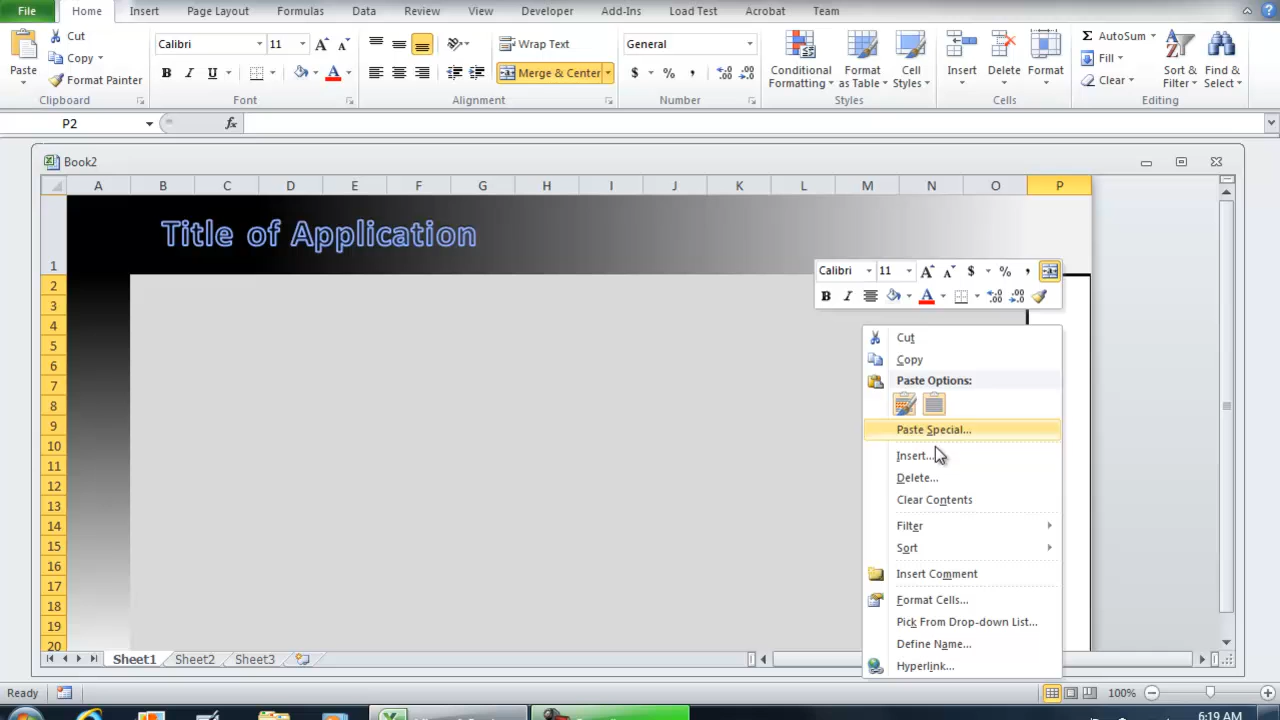 File Home Insert Page Layout Formulas Data Review View Developer Add-Ins Load Test Acrobat Team
Cut
Copy
Format Painter
Paste
Clipboard
Calibri 11
B I U
Font
Wrap Text
Merge & Center
Alignment
General
$ % ,
Number
Conditional Formatting
Format as Table
Cell Styles
Styles
Insert Delete Format
Cells
AutoSum
Fill
Clear
Sort & Filter
Find & Select
Editing
P2 fx
Book2
A B C D E F G H I J K L M N O P
Title of Application
1
2
3
4
5
6
7
8
9
10
11
12
13
14
15
16
17
18
19
20
Calibri 11 A A $ % ,
B I A
Cut
Copy
Paste Options:
Paste Special...
Insert...
Delete...
Clear Contents
Filter
Sort
Insert Comment
Format Cells...
Pick From Drop-down List...
Define Name...
Hyperlink...
Sheet1 Sheet2 Sheet3
Ready 100%
6:19 AM